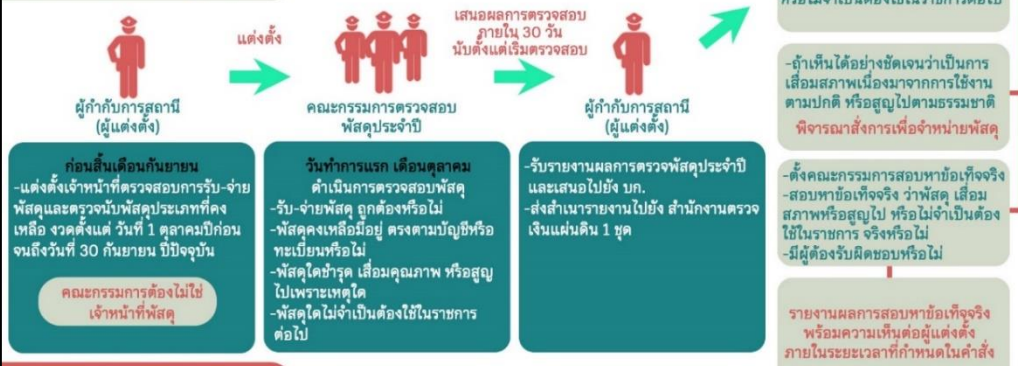 แต่งตั้ง
เสนอผลการตรวจสอบ
ภายใน 30 วัน
นับตั้งแต่เริ่มตรวจสอบ
ผู้กำกับการสถานี
(ผู้แต่งตั้ง)
คณะกรรมการตรวจสอบ
พัสดุประจำปี
ผู้กำกับการสถานี
(ผู้แต่งตั้ง)
ก่อนสิ้นเดือนกันยายน
-แต่งตั้งเจ้าหน้าที่ตรวจสอบการรับ-จ่าย
พัสดุและตรวจนับพัสดุประเภทที่คง
เหลือ งวดตั้งแต่ วันที่ 1 ตุลาคมปีก่อน
จนถึงวันที่ 30 กันยายน ปีปัจจุบัน
คณะกรรมการต้องไม่ใช่
เจ้าหน้าที่พัสดุ
วันทำการแรก เดือนตุลาคม
ดำเนินการตรวจสอบพัสดุ
-รับ-จ่ายพัสดุ ถูกต้องหรือไม่
-พัสดุคงเหลือมีอยู่ ตรงตามบัญชีหรือ
ทะเบียนหรือไม่
-พัสดุใดชำรุด เสื่อมคุณภาพ หรือสูญ
ไปเพราะเหตุใด
-พัสดุใดไม่จำเป็นต้องใช้ในราชการ
ต่อไป
-รับรายงานผลการตรวจพัสดุประจำปี
และเสนอไปยัง บก.
-ส่งสำเนารายงานไปยัง สำนักงานตรวจ
เงินแผ่นดิน 1 ชุด
หรือไม่จำเป็นต้องใช้ในราชการต่อไป
-ถ้าเห็นได้อย่างชัดเจนว่าเป็นการ
เสื่อมสภาพเนื่องมาจากการใช้งาน
ตามปกติ หรือสูญไปตามธรรมชาติ
พิจารณาสั่งการเพื่อจำหน่ายพัสดุ
-ตั้งคณะกรรมการสอบหาข้อเท็จจริง
-สอบหาข้อเท็จจริง ว่าพัสดุ เสื่อม
สภาพหรือสูญไป หรือไม่จำเป็นต้อง
ใช้ในราชการ จริงหรือไม่
-มีผู้ต้องรับผิดชอบหรือไม่
รายงานผลการสอบหาข้อเท็จจริง
พร้อมความเห็นต่อผู้แต่งตั้ง
ภายในระยะเวลาที่กำหนดในคำสั่ง